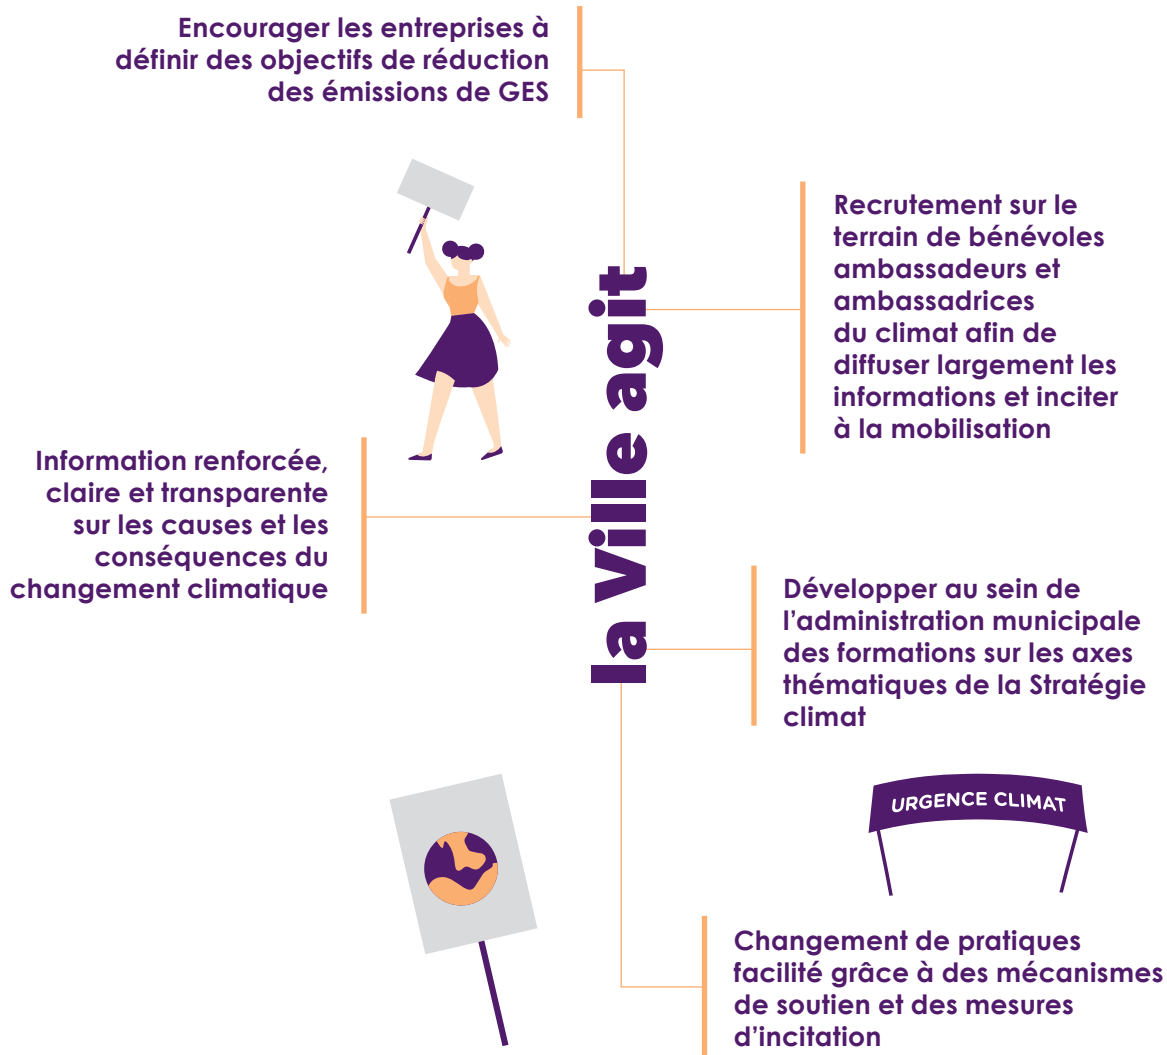 Encourager les entreprises à
définir des objectifs de réduction
des émissions de GES
Recrutement sur le
terrain de bénévoles
ambassadeurs et
ambassadrices
du climat afin de
diffuser largement les
informations et inciter
à la mobilisation
la Ville agit
Information renforcée,
claire et transparente
sur les causes et les
conséquences du
changement climatique
Développer au sein de
l’administration municipale
des formations sur les axes
thématiques de la Stratégie
climat
URGENCE CLIMAT
Changement de pratiques
facilité grâce à des mécanismes
de soutien et des mesures
d’incitation